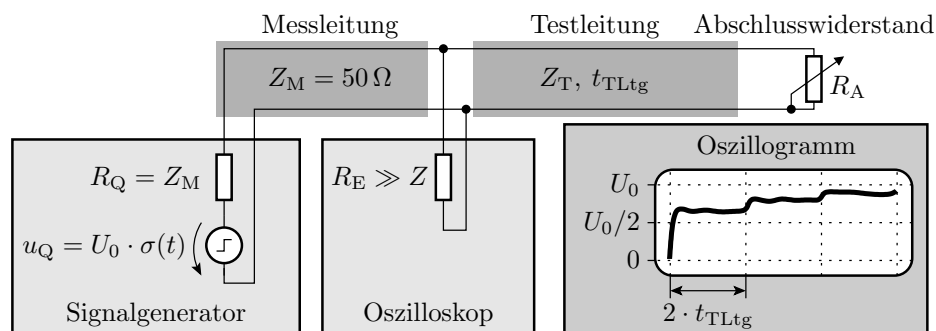 Messleitung
Testleitung
Abschlusswiderstand
Z_M = 50 Ω
Z_T, t_TLtg
R_A
R_Q = Z_M
u_Q = U_0 · σ(t)
Signalgenerator
R_E ≫ Z
Oszilloskop
Oszillogramm
U_0
U_0/2
0
2 · t_TLtg